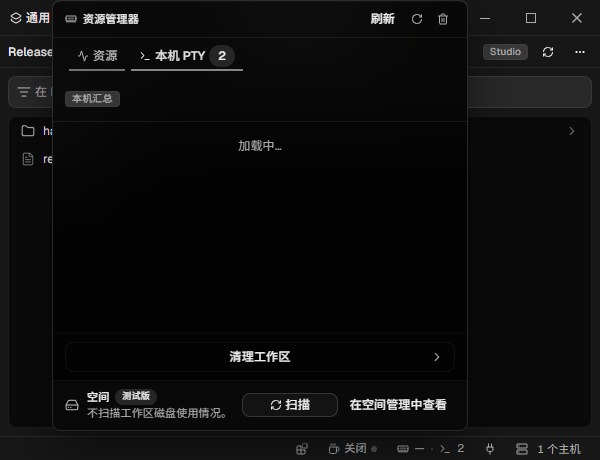 通用
资源管理器
刷新
Release
资源
本机 PTY 2
Studio
本机汇总
在
加载中...
ha
re
清理工作区
空间 测试版
不扫描工作区磁盘使用情况。
扫描
在空间管理中查看
关闭
— · 2
1 个主机